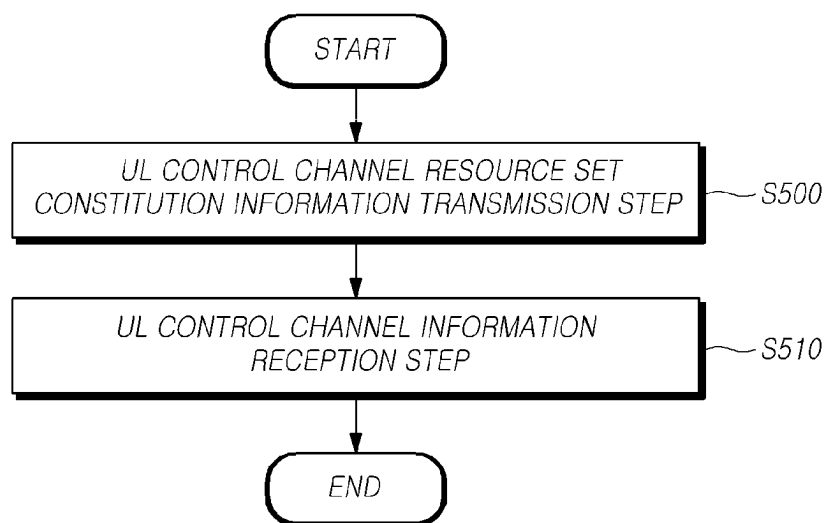 START
UL CONTROL CHANNEL RESOURCE SET
CONSTITUTION INFORMATION TRANSMISSION STEP
S500
UL CONTROL CHANNEL INFORMATION
RECEPTION STEP
S510
END